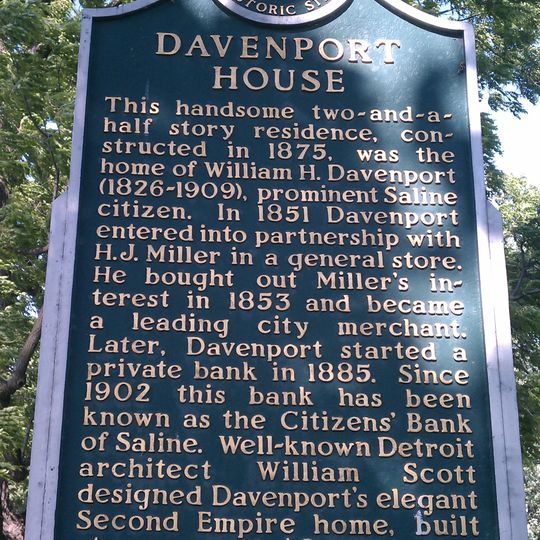 HISTORIC SI
DAVENPORT
HOUSE
This handsome two-and-a-
half story residence, con-
structed in 1875, was the
home of William H. Davenport
(1826-1909), prominent Saline
citizen. In 1851 Davenport
entered into partnership with
H.J. Miller in a general store.
He bought out Miller's in-
terest in 1853 and became
a leading city merchant.
Later, Davenport started a
private bank in 1885. Since
1902 this bank has been
known as the Citizens' Bank
of Saline. Well-known Detroit
architect William Scott
designed Davenport's elegant
Second Empire home, built